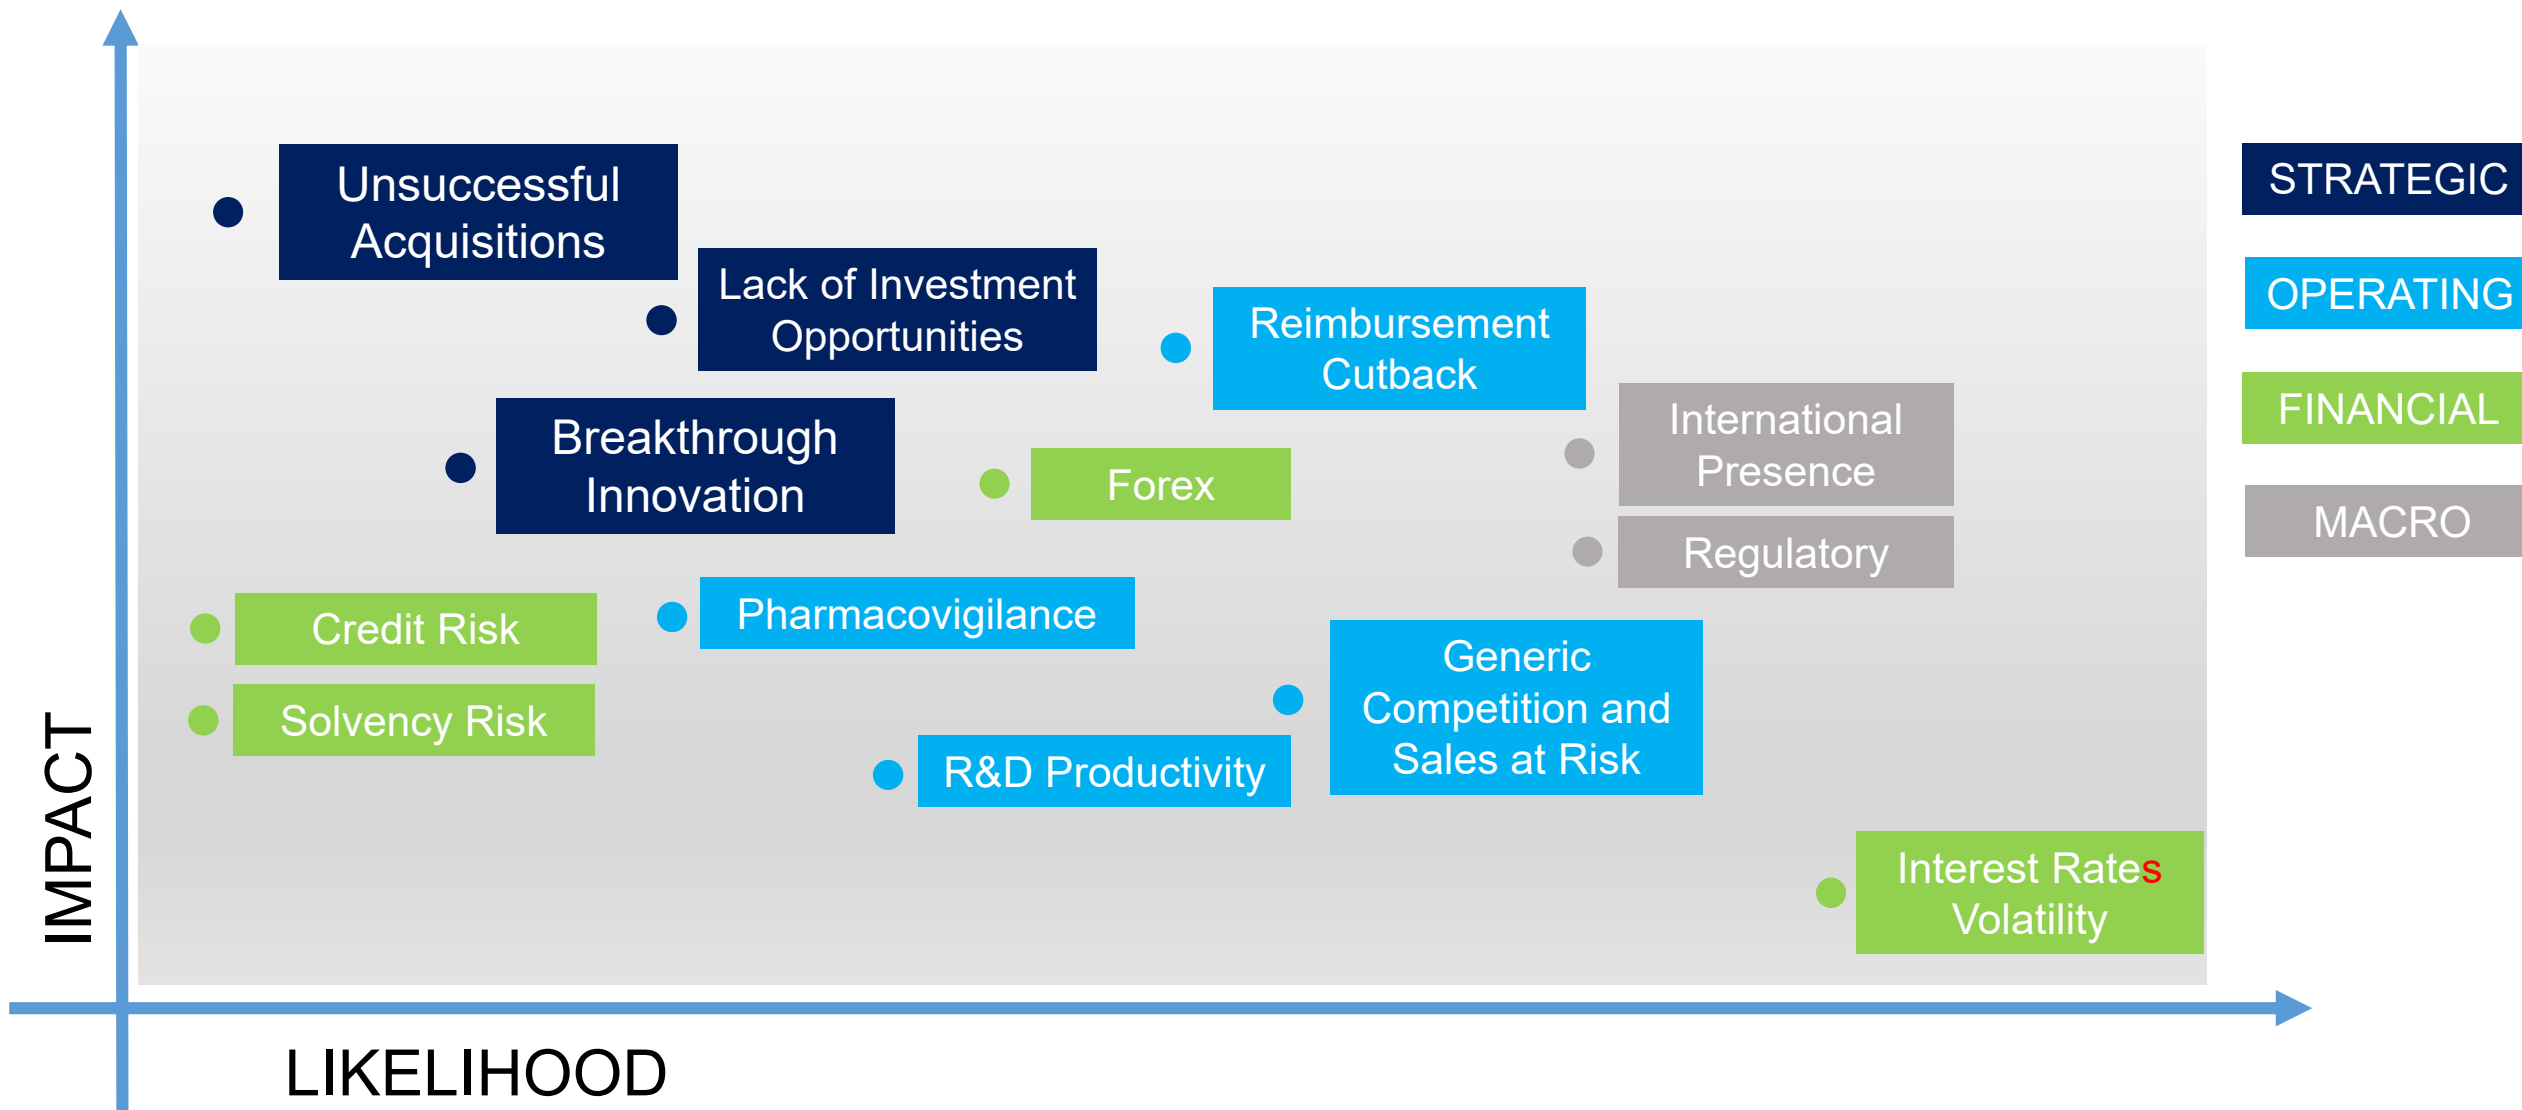 Unsuccessful
Acquisitions
Lack of Investment
Opportunities
Reimbursement
Cutback
International
Presence
Breakthrough
Innovation
Forex
Regulatory
Credit Risk
Pharmacovigilance
Solvency Risk
Generic
Competition and
Sales at Risk
R&D Productivity
Interest Rates
Volatility
STRATEGIC
OPERATING
FINANCIAL
MACRO
IMPACT
LIKELIHOOD